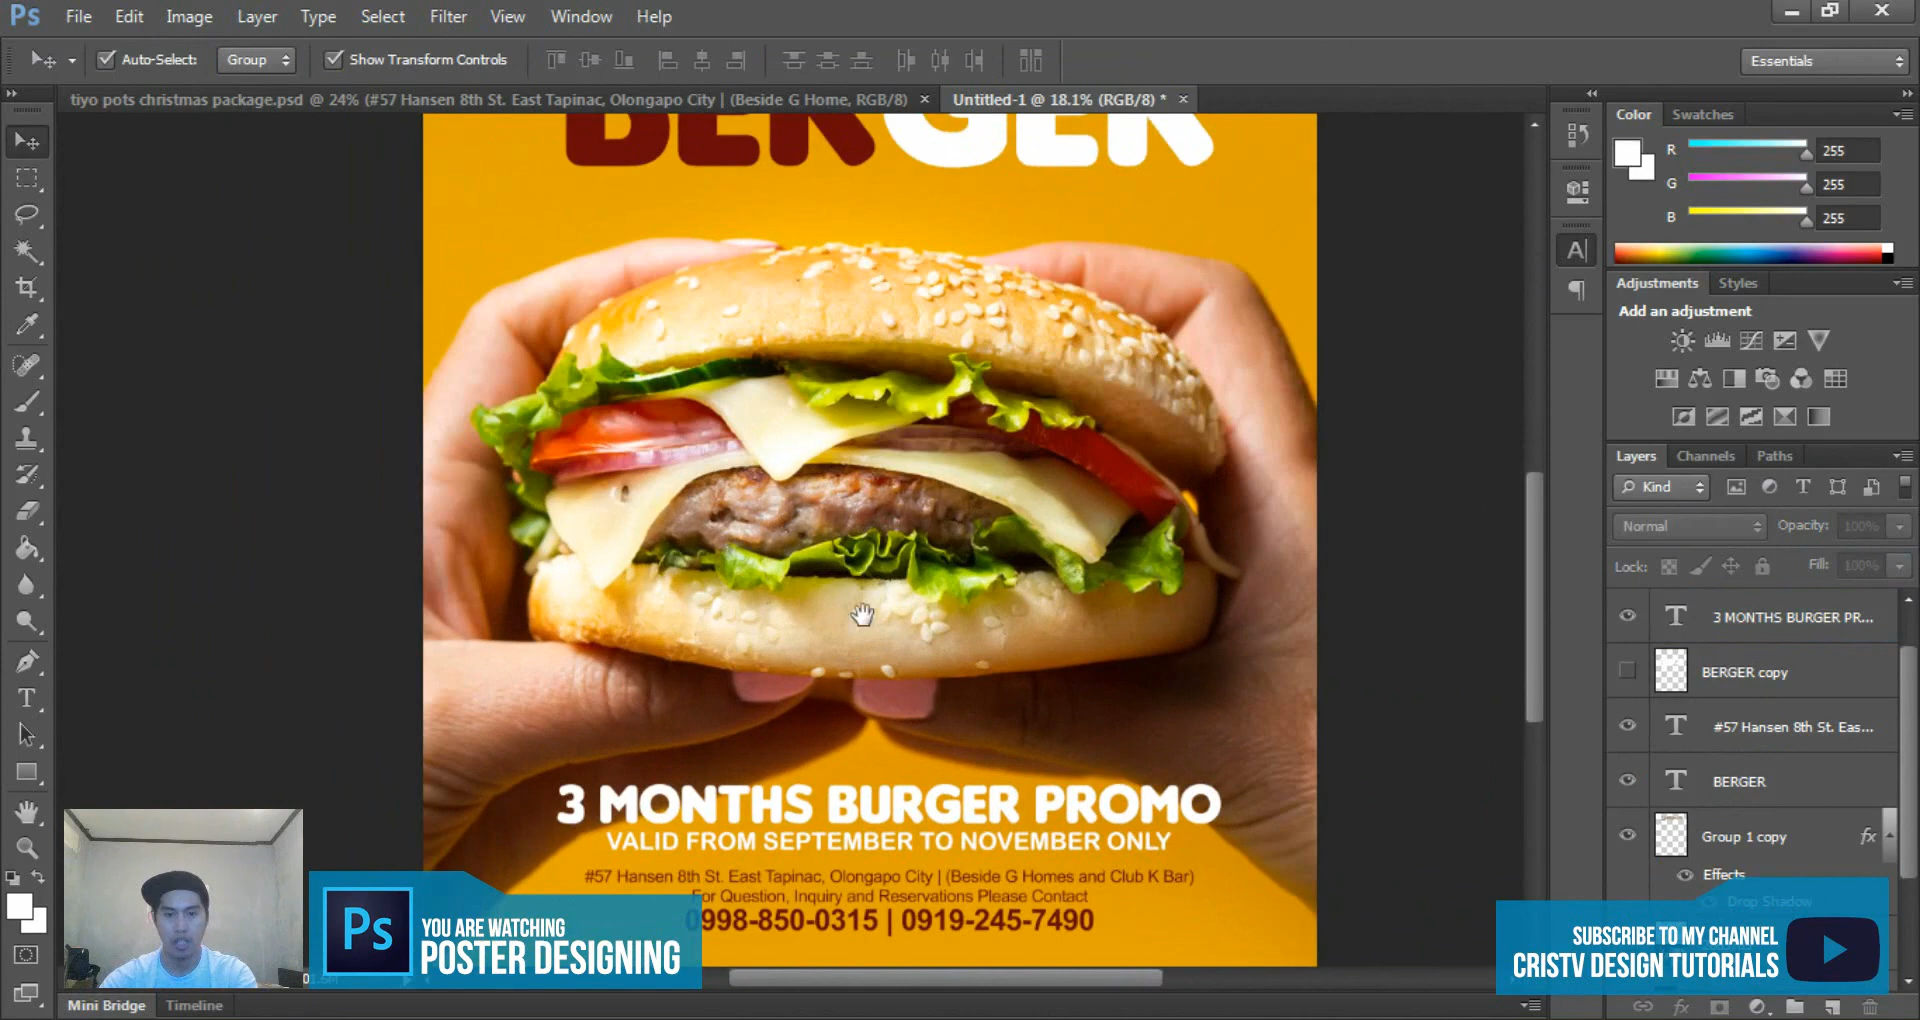 Ps File Edit Image Layer Type Select Filter View Window Help
Auto-Select: Group Show Transform Controls Essentials
tiyo pots christmas package.psd @ 24% (#57 Hansen 8th St. East Tapinac, Olongapo City | (Beside G Home, RGB/8) × Untitled-1 @ 18.1% (RGB/8) * ×
BERGER
Color Swatches
R 255
G 255
B 255
Adjustments Styles
Add an adjustment
Layers Channels Paths
Kind
Normal Opacity: 100%
Lock: Fill: 100%
3 MONTHS BURGER PR...
BERGER copy
#57 Hansen 8th St. Eas...
BERGER
Group 1 copy fx
Effects
Drop Shadow
3 MONTHS BURGER PROMO
VALID FROM SEPTEMBER TO NOVEMBER ONLY
#57 Hansen 8th St. East Tapinac, Olongapo City | (Beside G Homes and Club K Bar)
For Question, Inquiry and Reservations Please Contact
0998-850-0315 | 0919-245-7490
Ps
YOU ARE WATCHING
POSTER DESIGNING
SUBSCRIBE TO MY CHANNEL
CRISTV DESIGN TUTORIALS
Mini Bridge Timeline